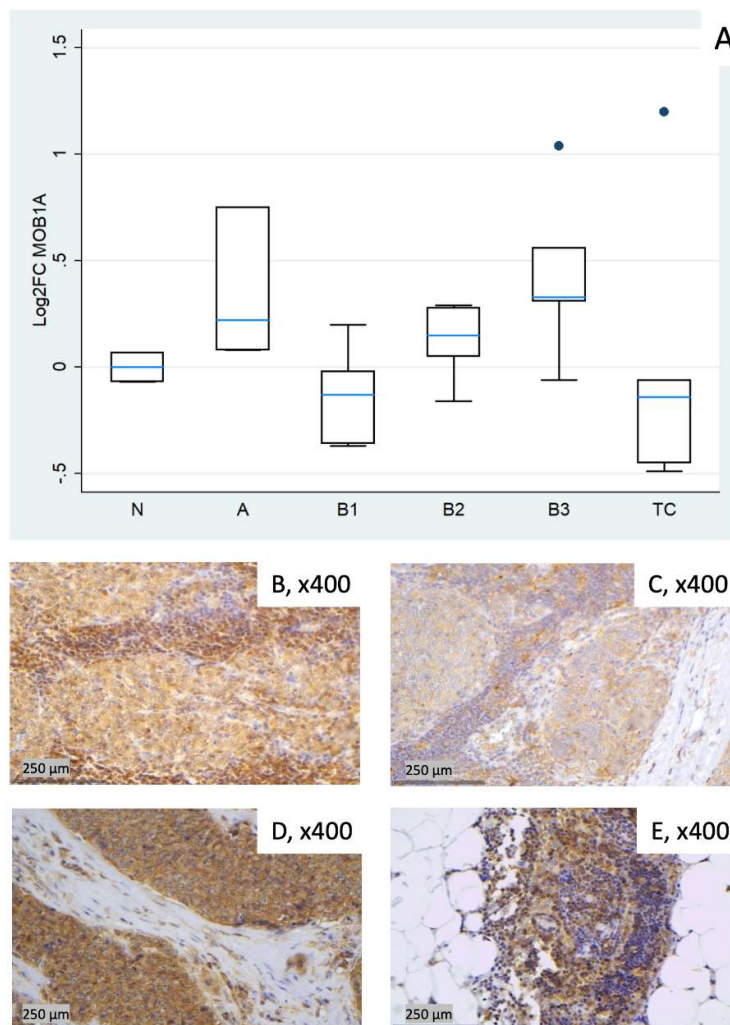 A
1.5
1
.5
0
-.5
Log2FC MOB1A
N A B1 B2 B3 TC
B, x400
C, x400
250 µm
250 µm
D, x400
E, x400
250 µm
250 µm